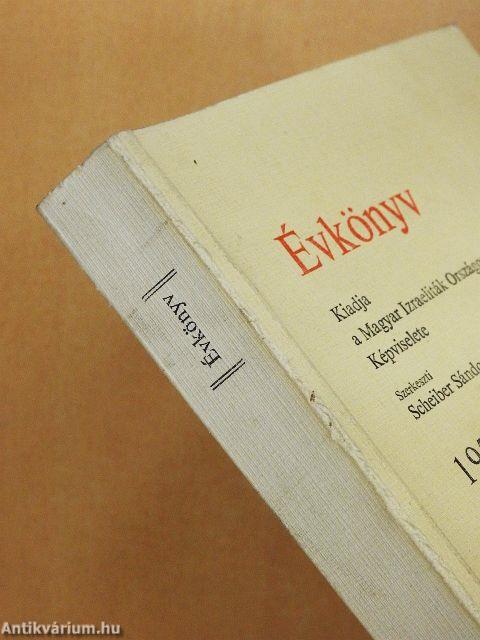 Évkönyv
Kiadja
a Magyar Izraeliták
Képviselete
Szerkeszti
Scheiber
Évkönyv
Antikvárium.hu